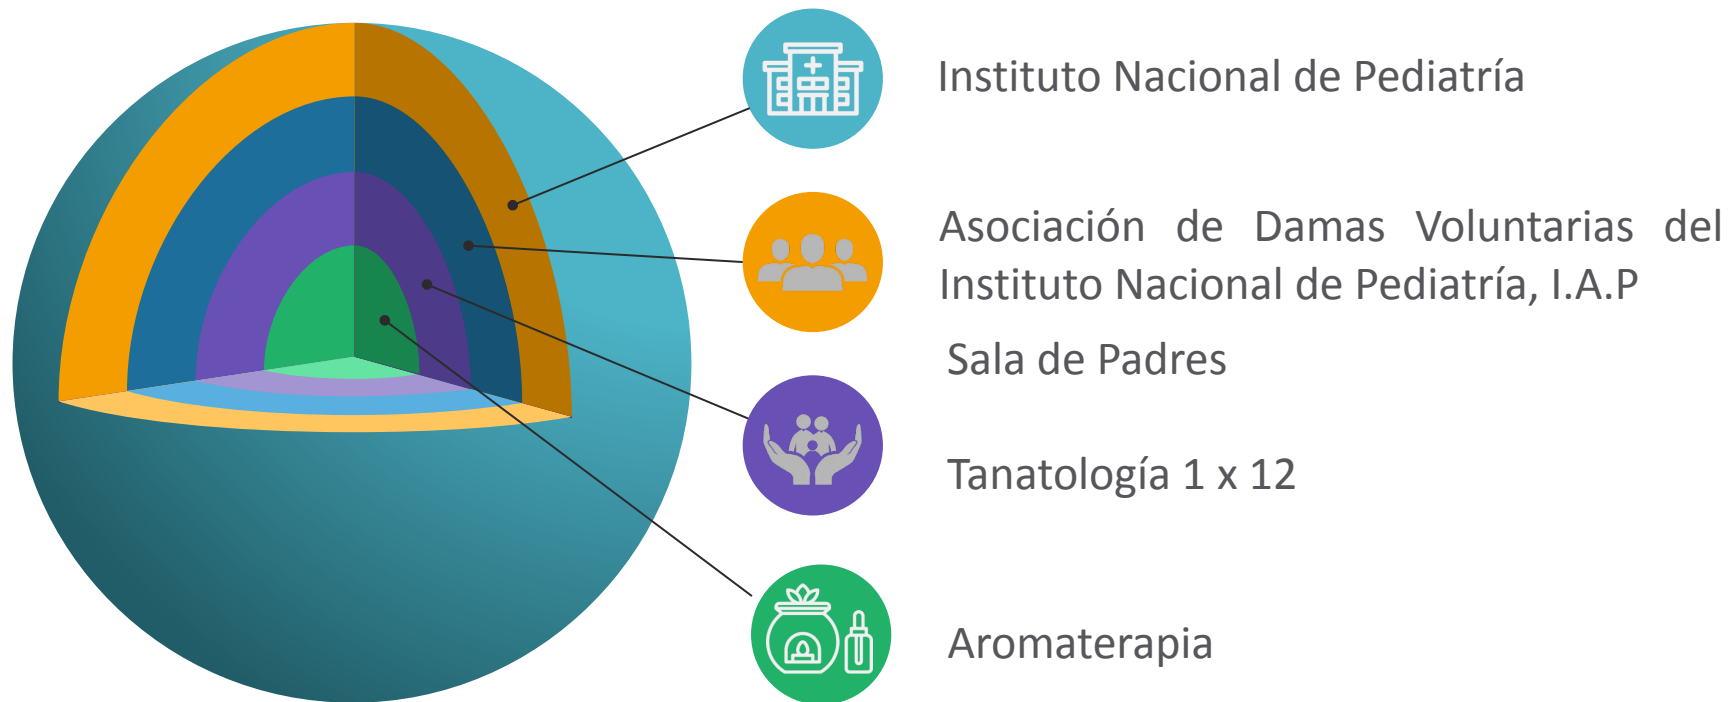 Instituto Nacional de Pediatría
Asociación de Damas Voluntarias del
Instituto Nacional de Pediatría, I.A.P
Sala de Padres
Tanatología 1 x 12
Aromaterapia